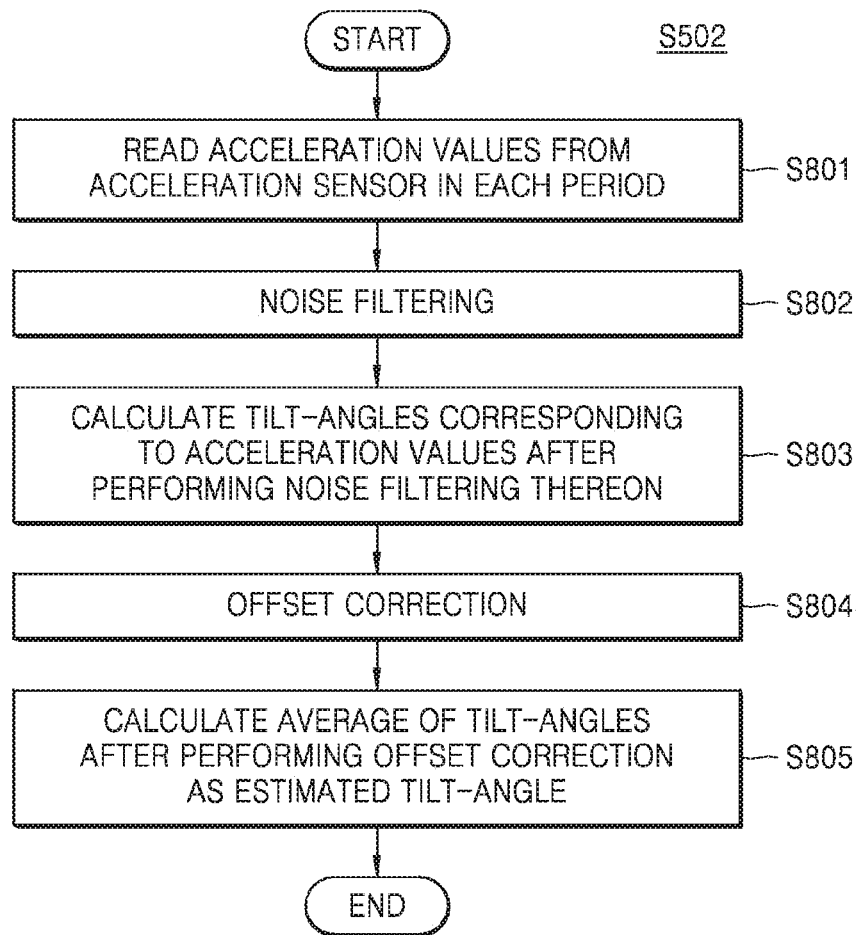 START
S502
READ ACCELERATION VALUES FROM
ACCELERATION SENSOR IN EACH PERIOD
S801
NOISE FILTERING
S802
CALCULATE TILT-ANGLES CORRESPONDING
TO ACCELERATION VALUES AFTER
PERFORMING NOISE FILTERING THEREON
S803
OFFSET CORRECTION
S804
CALCULATE AVERAGE OF TILT-ANGLES
AFTER PERFORMING OFFSET CORRECTION
AS ESTIMATED TILT-ANGLE
S805
END